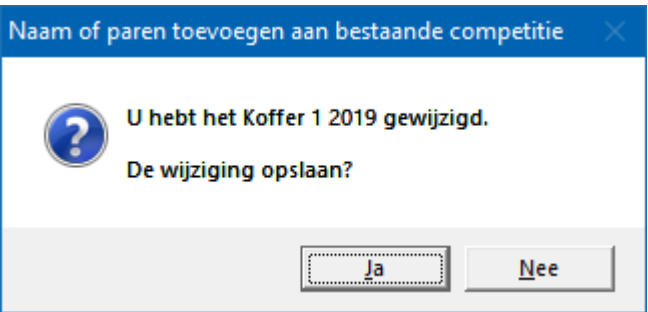 Naam of paren toevoegen aan bestaande competitie
U hebt het Koffer 1 2019 gewijzigd.
De wijziging opslaan?
Ja
Nee